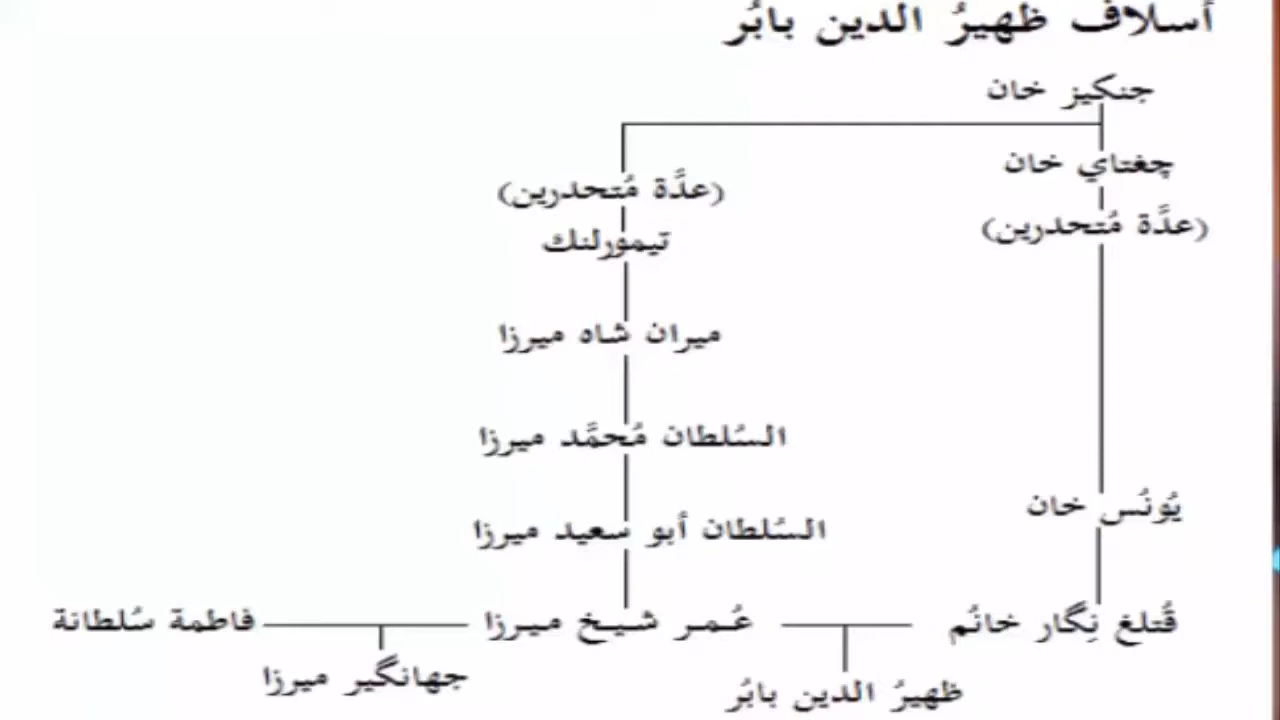 أسلاف ظهيرُ الدين بابُر
جنكيز خان
چغتاي خان
(عدَّة مُتحدرين)
(عدَّة مُتحدرين)
تيمورلنك
ميران شاه ميرزا
السُلطان مُحمَّد ميرزا
يُونُس خان
السُلطان أبو سعيد ميرزا
قُتلغ نِگار خانُم
عُمر شيخ ميرزا
فاطمة سُلطانة
جهانگير ميرزا
ظهيرُ الدين بابُر